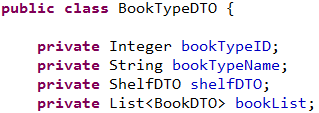 public class BookTypeDTO {
private Integer bookTypeID;
private String bookTypeName;
private ShelfDTO shelfDTO;
private List<BookDTO> bookList;